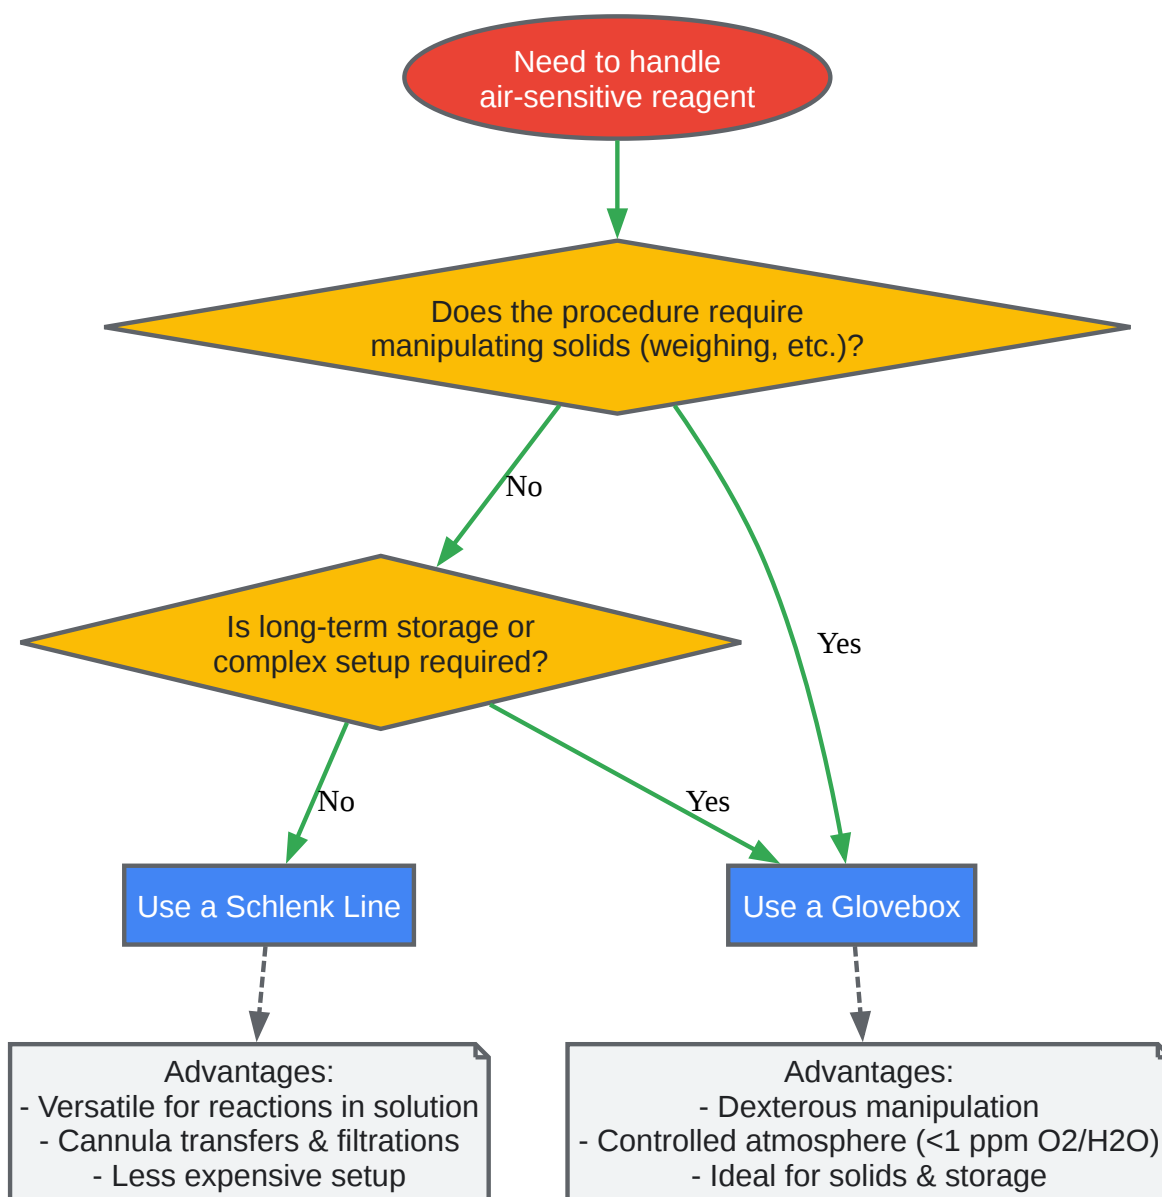 Need to handle
air-sensitive reagent
Does the procedure require
manipulating solids (weighing, etc.)?
No
Yes
Is long-term storage or
complex setup required?
No
Yes
Use a Schlenk Line
Use a Glovebox
Advantages:
- Versatile for reactions in solution
- Cannula transfers & filtrations
- Less expensive setup
Advantages:
- Dexterous manipulation
- Controlled atmosphere (<1 ppm O2/H2O)
- Ideal for solids & storage